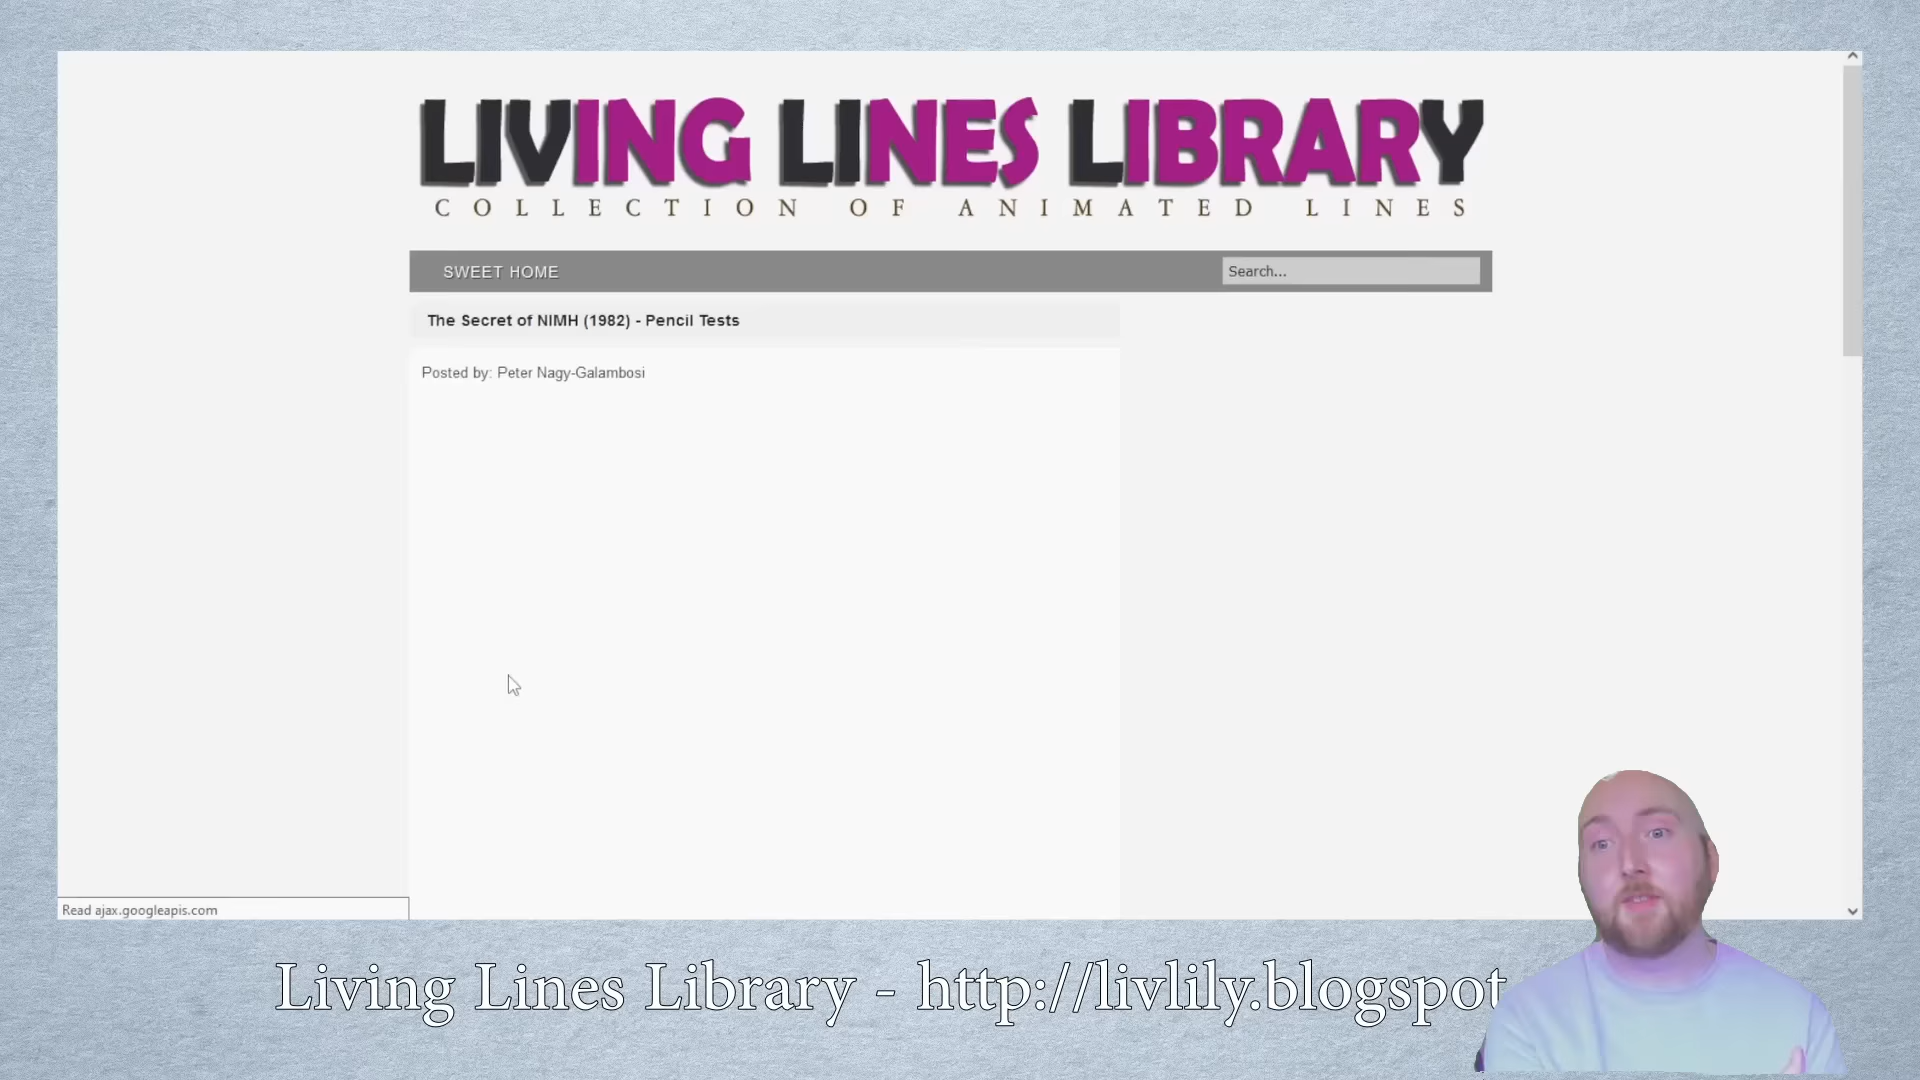 LIVING LINES LIBRARY
COLLECTION OF ANIMATED LINES
SWEET HOME
Search...
The Secret of NIMH (1982) - Pencil Tests
Posted by: Peter Nagy-Galambosi
Read ajax.googleapis.com
Living Lines Library - http://livlily.blogspot